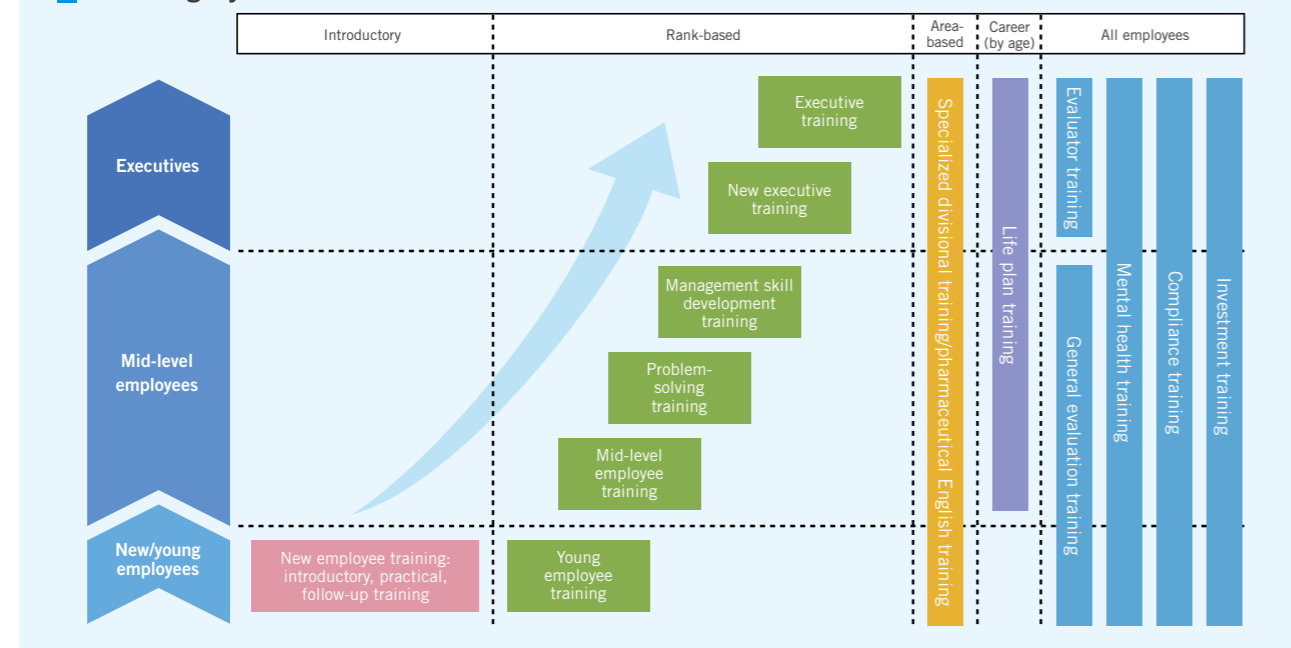 Introductory
Rank-based
Area-
based
Career
(by age)
All employees
Executives
Executive
training
New executive
training
Mid-level
employees
Management skill
development
training
Problem-
solving
training
Mid-level
employee
training
New/young
employees
New employee training:
introductory, practical,
follow-up training
Young
employee
training
Specialized divisional training/pharmaceutical English training
Life plan training
Evaluator training
General evaluation training
Mental health training
Compliance training
Investment training